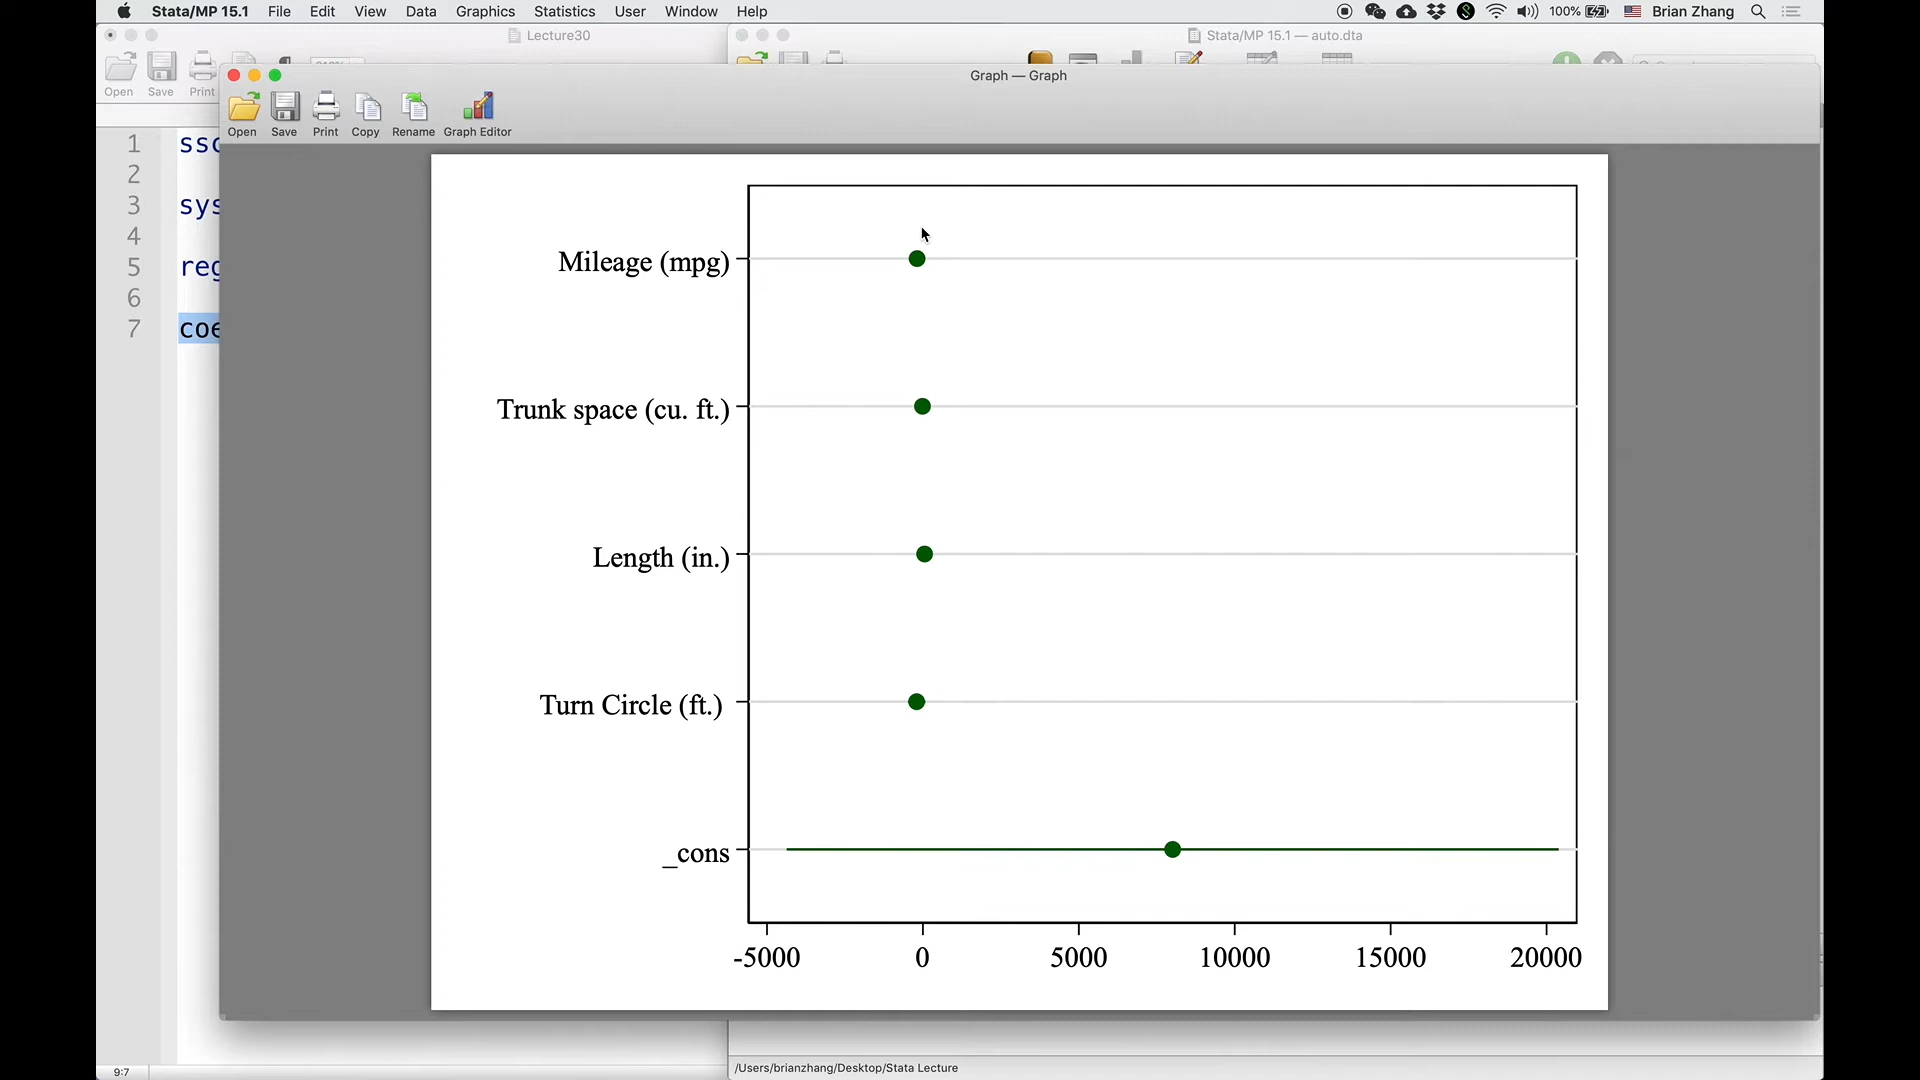 Stata/MP 15.1 File Edit View Data Graphics Statistics User Window Help 100% Brian Zhang
Lecture30
Stata/MP 15.1 — auto.dta
Open Save Print
Graph — Graph
Open Save Print Copy Rename Graph Editor
1 ssc
2
3 sys
4
5 reg
6
7 coe
Mileage (mpg)
Trunk space (cu. ft.)
Length (in.)
Turn Circle (ft.)
_cons
-5000 0 5000 10000 15000 20000
9:7
/Users/brianzhang/Desktop/Stata Lecture